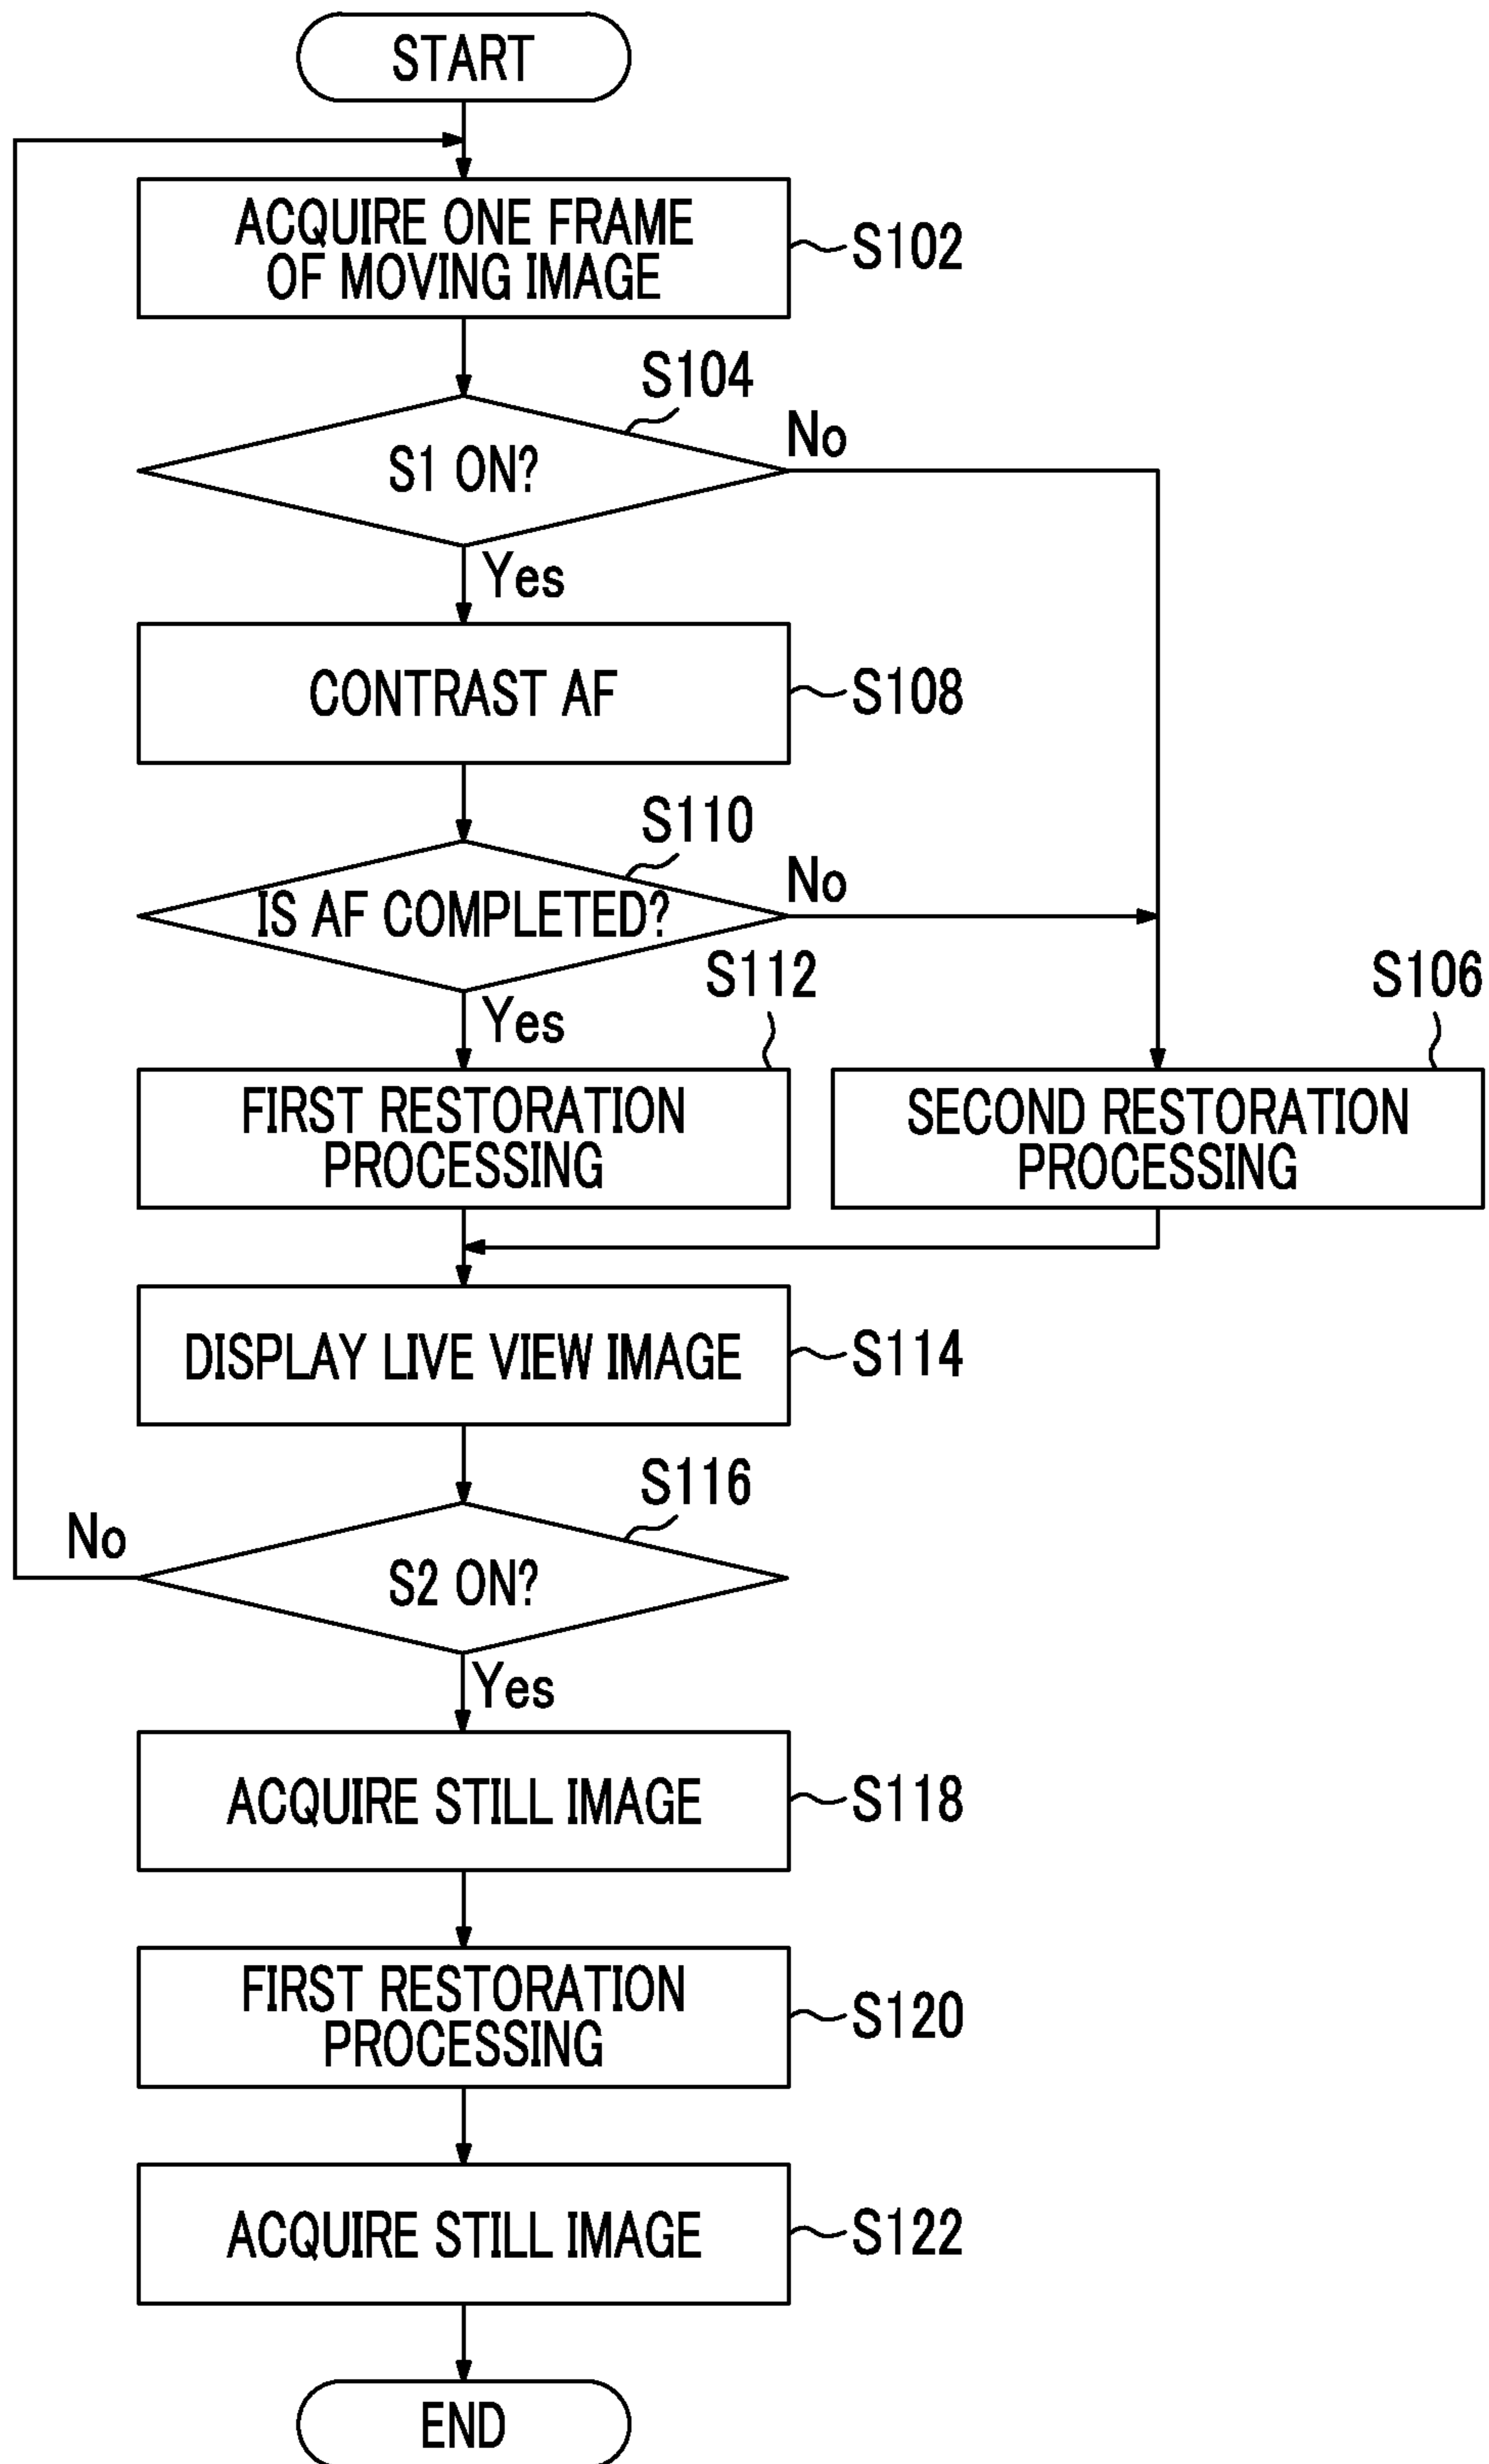 START
ACQUIRE ONE FRAME
OF MOVING IMAGE
S102
S104
S1 ON?
No
Yes
CONTRAST AF
S108
S110
IS AF COMPLETED?
No
Yes
S112
S106
FIRST RESTORATION
PROCESSING
SECOND RESTORATION
PROCESSING
DISPLAY LIVE VIEW IMAGE
S114
S116
No
S2 ON?
Yes
ACQUIRE STILL IMAGE
S118
FIRST RESTORATION
PROCESSING
S120
ACQUIRE STILL IMAGE
S122
END